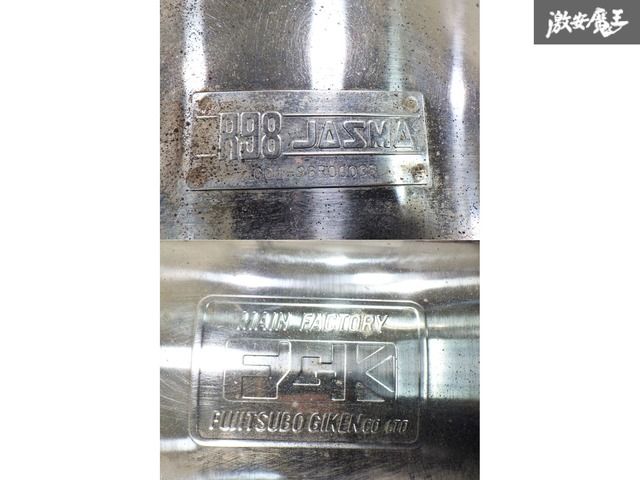 激安魔王
R98 JASMA
MAIN FACTORY
FGK
FUJITSUBO GIKEN CO LTD